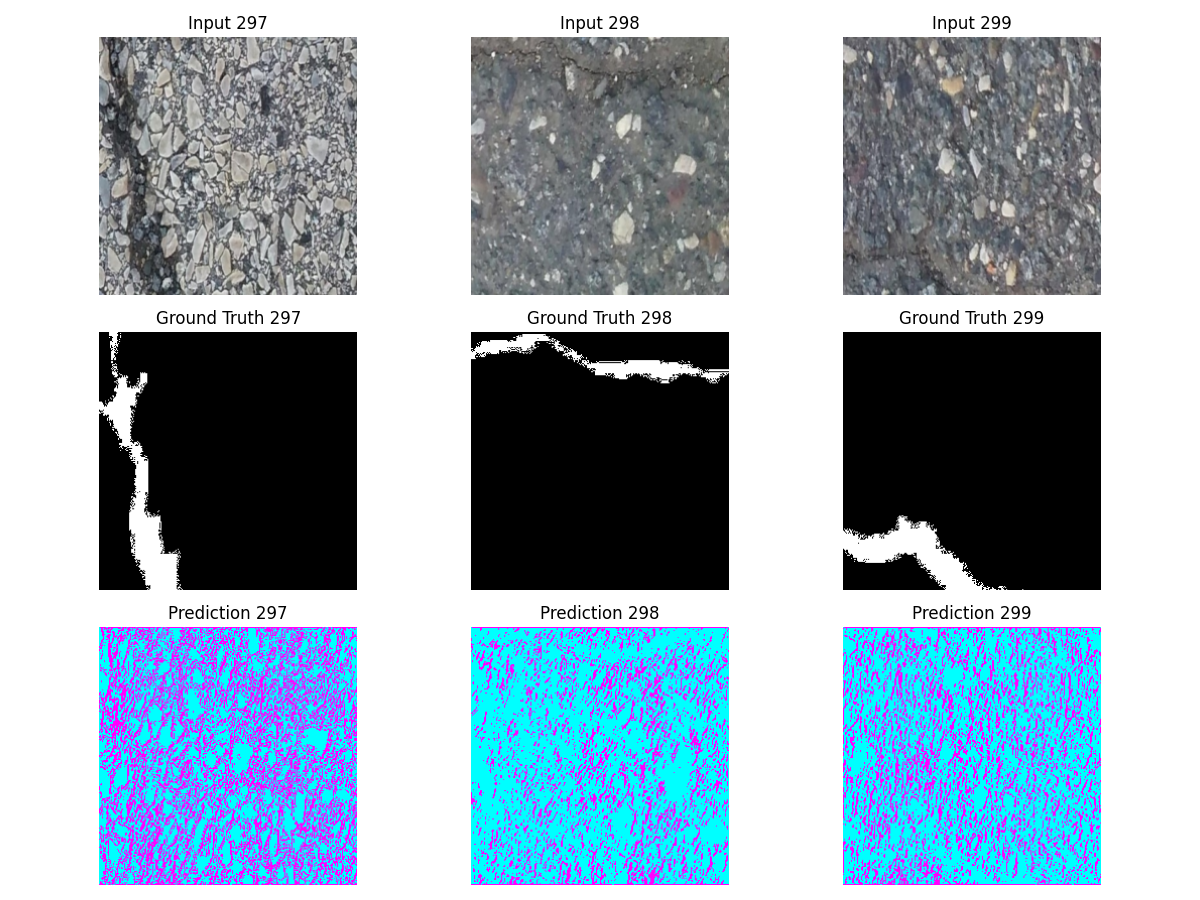 Input 297
Input 298
Input 299
Ground Truth 297
Ground Truth 298
Ground Truth 299
Prediction 297
Prediction 298
Prediction 299